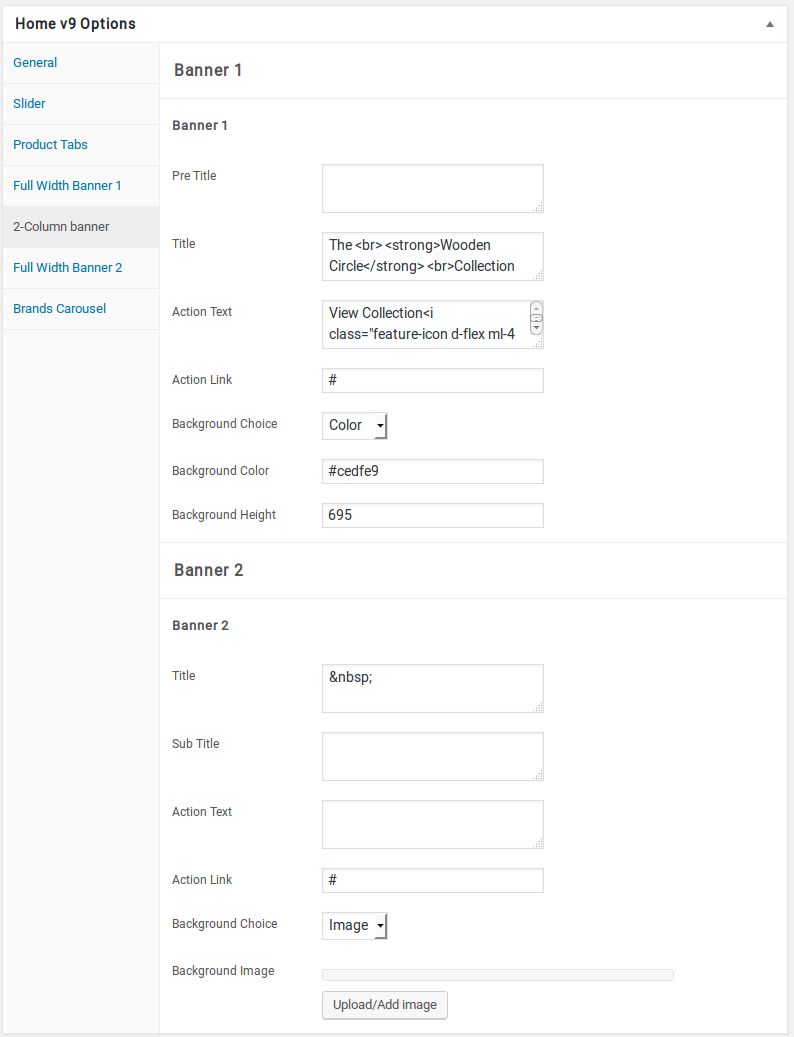 Home v9 Options
General
Slider
Product Tabs
Full Width Banner 1
2-Column banner
Full Width Banner 2
Brands Carousel
Banner 1
Banner 1
Pre Title
Title
The <br> <strong>Wooden
Circle</strong> <br>Collection
Action Text
View Collection<i
class="feature-icon d-flex ml-4
Action Link
#
Background Choice
Color
Background Color
#cedfe9
Background Height
695
Banner 2
Banner 2
Title
&nbsp;
Sub Title
Action Text
Action Link
#
Background Choice
Image
Background Image
Upload/Add image